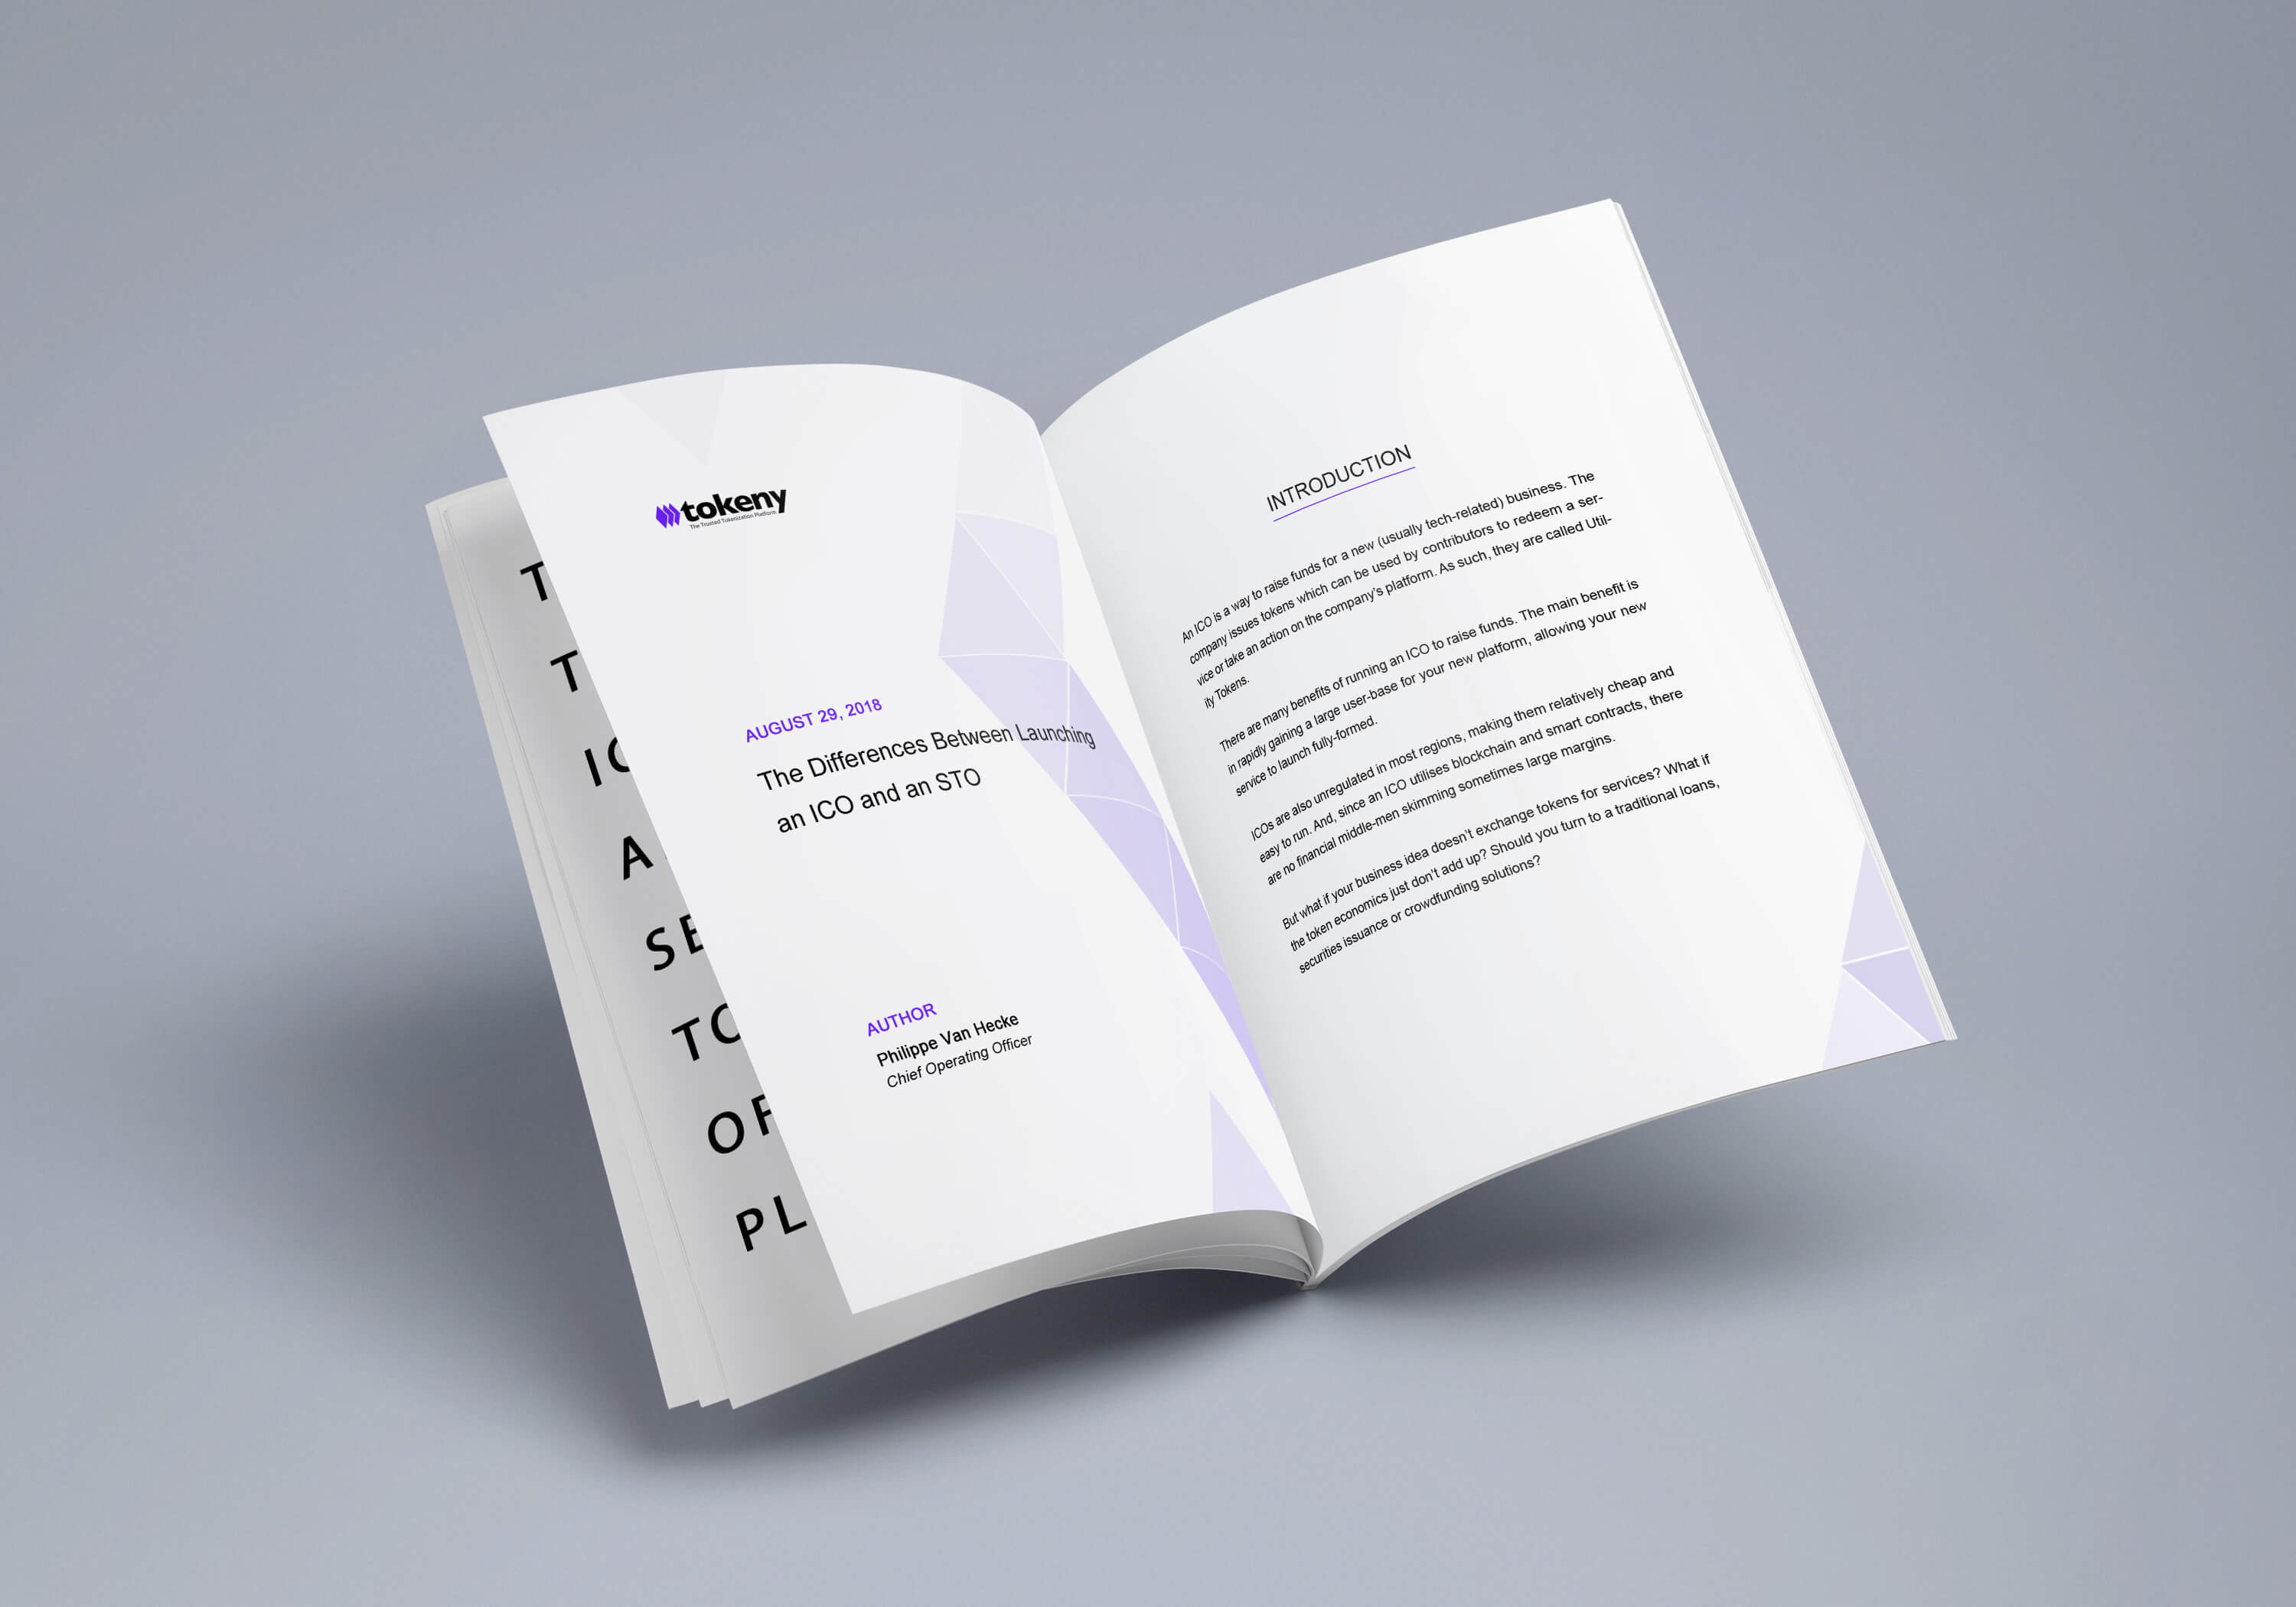 T
T
IC
A
SE
TO
OF
PL
tokeny
The Trusted Tokenization Platform
AUGUST 29, 2018
The Differences Between Launching
an ICO and an STO
AUTHOR
Philippe Van Hecke
Chief Operating Officer
INTRODUCTION
An ICO is a way to raise funds for a new (usually tech-related) business. The
company issues tokens which can be used by contributors to redeem a ser-
vice or take an action on the company's platform. As such, they are called Util-
ity Tokens.
There are many benefits of running an ICO to raise funds. The main benefit is
in rapidly gaining a large user-base for your new platform, allowing your new
service to launch fully-formed.
ICOs are also unregulated in most regions, making them relatively cheap and
easy to run. And, since an ICO utilises blockchain and smart contracts, there
are no financial middle-men skimming sometimes large margins.
But what if your business idea doesn't exchange tokens for services? What if
the token economics just don't add up? Should you turn to a traditional loans,
securities issuance or crowdfunding solutions?